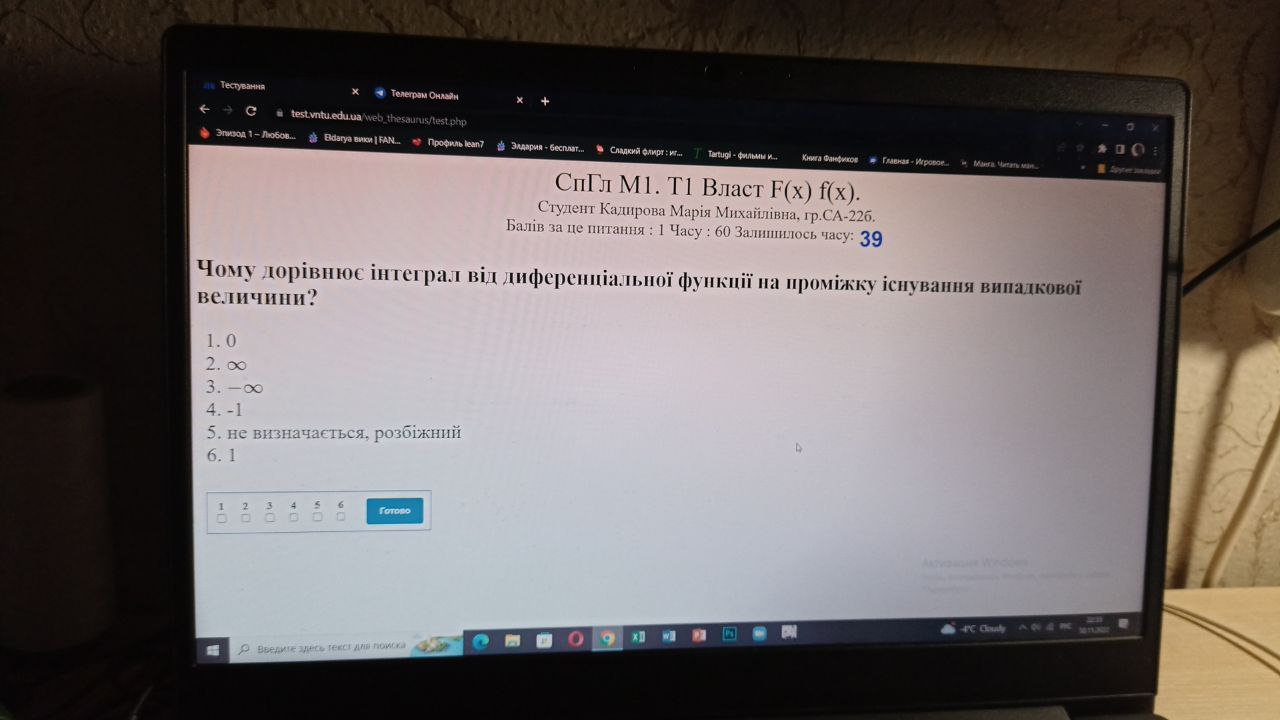 Тестування
Телеграм Онлайн
test.vntu.edu.ua/web_thesaurus/test.php
Эпизод 1 – Любов...
Eldarya вики | FAN...
Профиль lean7
Элдария - бесплат...
Сладкий флирт : иг...
Tartugi - фильмы и...
Книга Фанфиков
Главная - Игровое...
Манга. Читать ман...
Другие закладки
СпГл М1. Т1 Власт F(x) f(x).
Студент Кадирова Марія Михайлівна, гр.СА-22б.
Балів за це питання : 1 Часу : 60 Залишилось часу: 39
Чому дорівнює інтеграл від диференціальної функції на проміжку існування випадкової
величини?
1. 0
2. ∞
3. −∞
4. -1
5. не визначається, розбіжний
6. 1
1 2 3 4 5 6
Готово
Активация Windows
Введите здесь текст для поиска
-4°C Cloudy
РУС